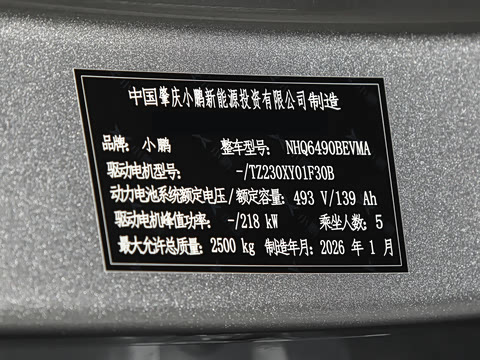 中国肇庆小鹏新能源投资有限公司制造
品牌: 小鹏 整车型号: NHQ6490BEVMA
驱动电机型号: -/TZ230XY01F30B
动力电池系统额定电压/额定容量: 493 V/139 Ah
驱动电机峰值功率: -/218 kW 乘坐人数: 5
最大允许总质量: 2500 kg 制造年月: 2026 年 1 月